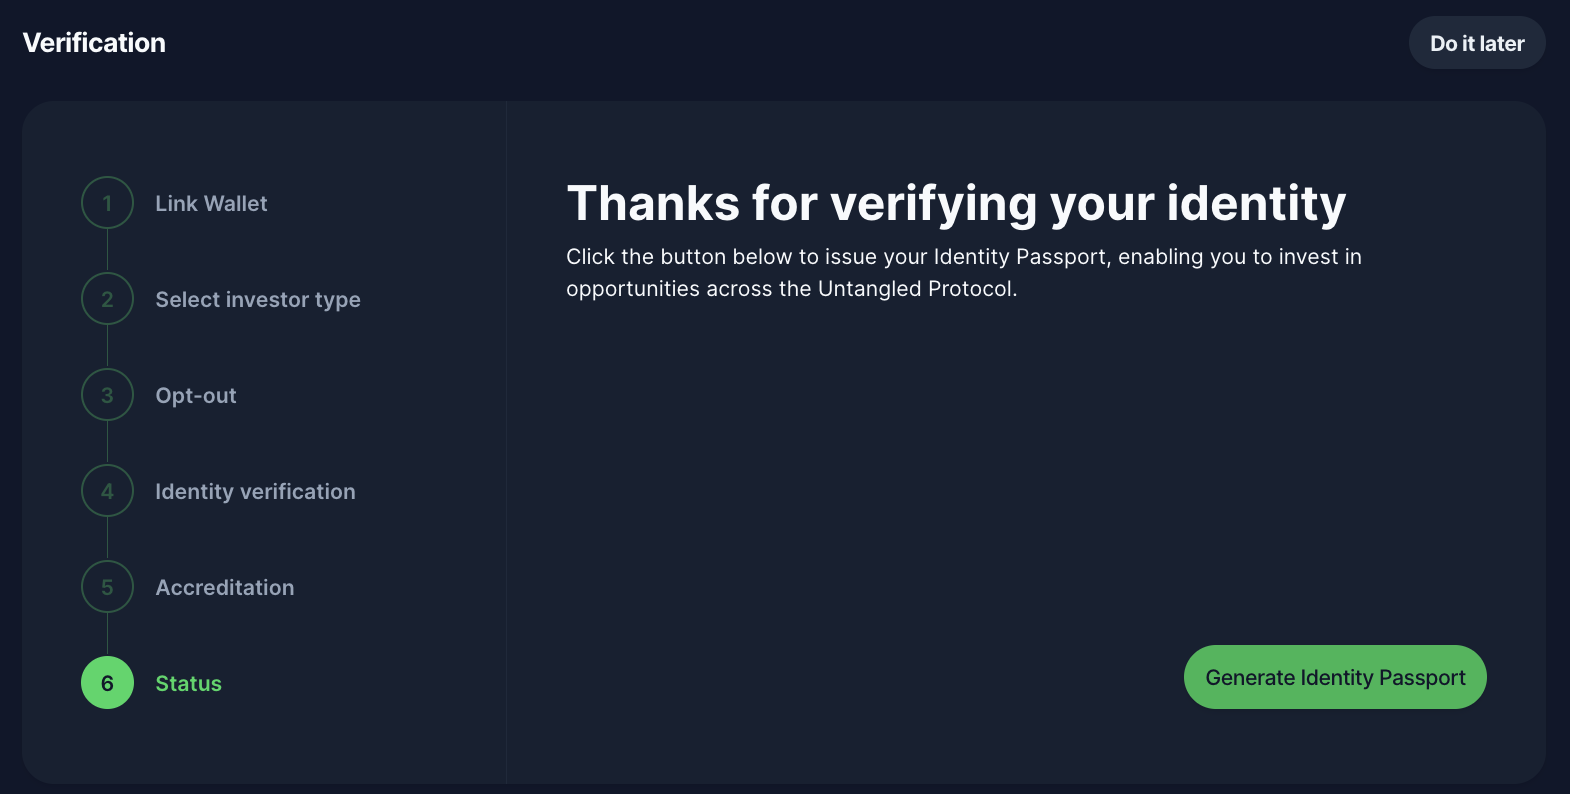 Verification
Do it later
1 Link Wallet
2 Select investor type
3 Opt-out
4 Identity verification
5 Accreditation
6 Status
Thanks for verifying your identity
Click the button below to issue your Identity Passport, enabling you to invest in
opportunities across the Untangled Protocol.
Generate Identity Passport